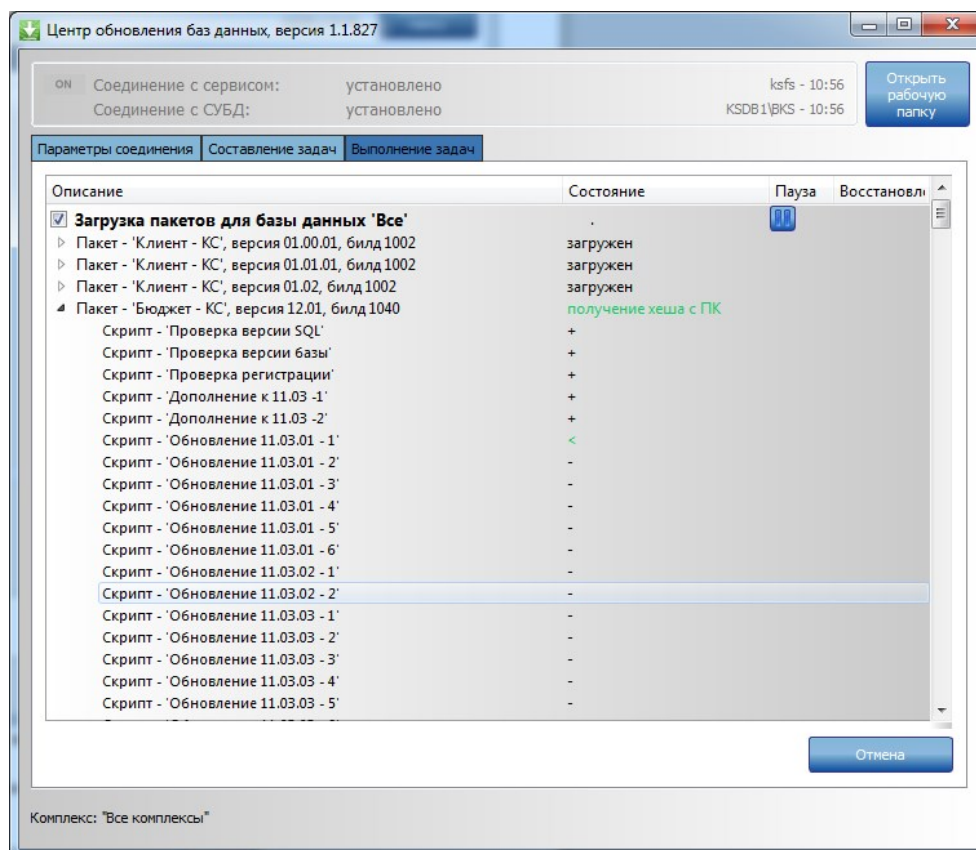 Центр обновления баз данных, версия 1.1.827
ON Соединение с сервисом: установлено ksfs - 10:56
Соединение с СУБД: установлено KSDB1\BKS - 10:56
Открыть
рабочую
папку
Параметры соединения Составление задач Выполнение задач
Описание Состояние Пауза Восстановл
Загрузка пакетов для базы данных 'Все' .
Пакет - 'Клиент - КС', версия 01.00.01, билд 1002 загружен
Пакет - 'Клиент - КС', версия 01.01.01, билд 1002 загружен
Пакет - 'Клиент - КС', версия 01.02, билд 1002 загружен
Пакет - 'Бюджет - КС', версия 12.01, билд 1040 получение хеша с ПК
Скрипт - 'Проверка версии SQL' +
Скрипт - 'Проверка версии базы' +
Скрипт - 'Проверка регистрации' +
Скрипт - 'Дополнение к 11.03 -1' +
Скрипт - 'Дополнение к 11.03 -2' +
Скрипт - 'Обновление 11.03.01 - 1' <
Скрипт - 'Обновление 11.03.01 - 2' -
Скрипт - 'Обновление 11.03.01 - 3' -
Скрипт - 'Обновление 11.03.01 - 4' -
Скрипт - 'Обновление 11.03.01 - 5' -
Скрипт - 'Обновление 11.03.01 - 6' -
Скрипт - 'Обновление 11.03.02 - 1' -
Скрипт - 'Обновление 11.03.02 - 2' -
Скрипт - 'Обновление 11.03.03 - 1' -
Скрипт - 'Обновление 11.03.03 - 2' -
Скрипт - 'Обновление 11.03.03 - 3' -
Скрипт - 'Обновление 11.03.03 - 4' -
Скрипт - 'Обновление 11.03.03 - 5' -
Отмена
Комплекс: "Все комплексы"